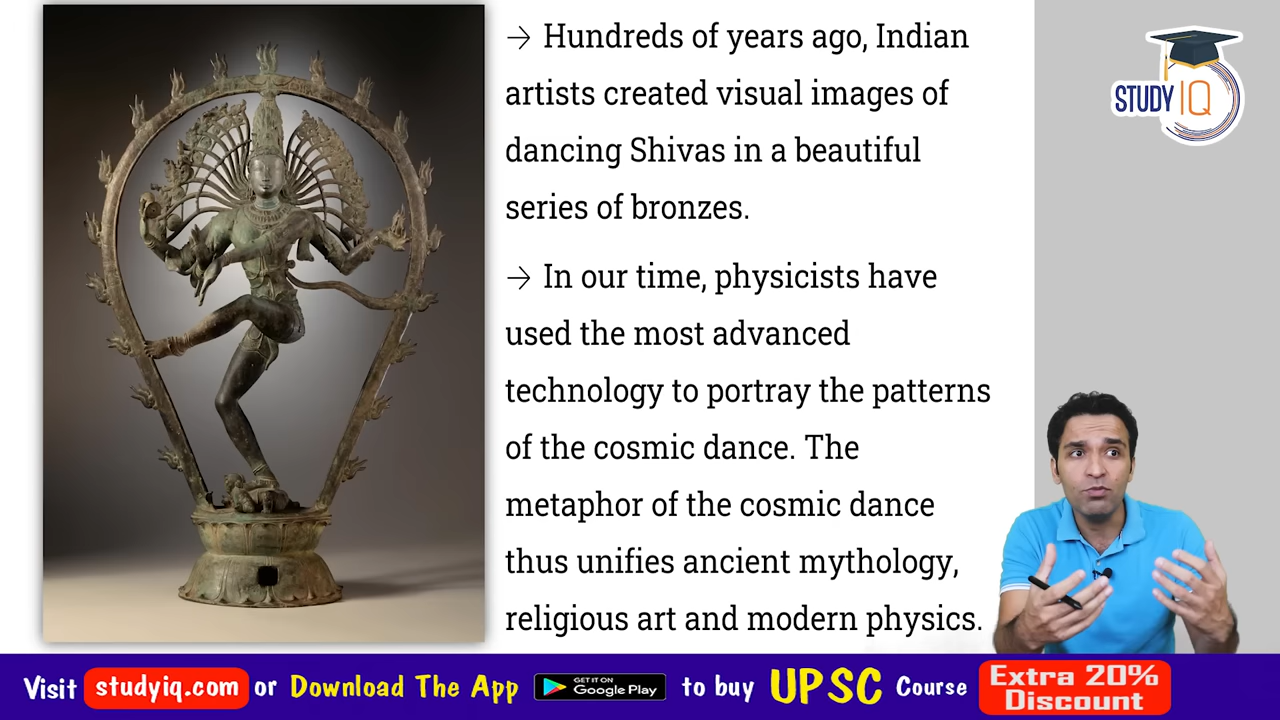 → Hundreds of years ago, Indian
artists created visual images of
dancing Shivas in a beautiful
series of bronzes.
→ In our time, physicists have
used the most advanced
technology to portray the patterns
of the cosmic dance. The
metaphor of the cosmic dance
thus unifies ancient mythology,
religious art and modern physics.
STUDY IQ
Visit studyiq.com or Download The App GET IT ON Google Play to buy UPSC Course Extra 20% Discount